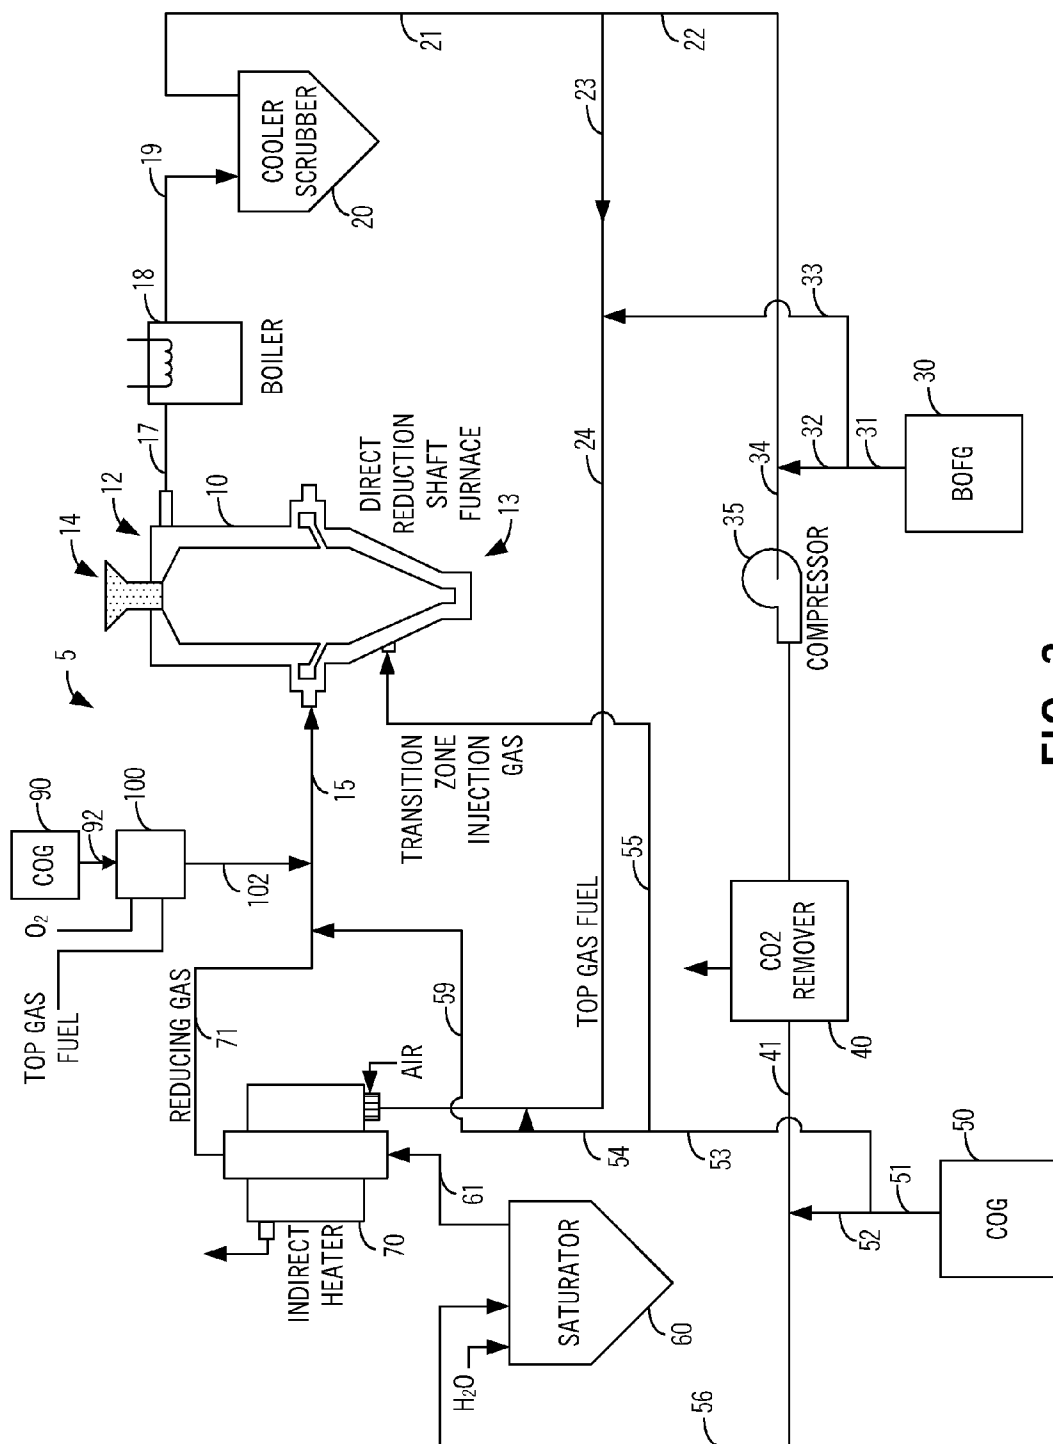 TOP GAS
FUEL
O2
COG
90
92
100
102
5
14
12
10
17
18
BOILER
19
COOLER
SCRUBBER
20
21
22
23
REDUCING GAS
71
15
DIRECT
REDUCTION
SHAFT
FURNACE
13
TRANSITION
ZONE
INJECTION
GAS
INDIRECT
HEATER
70
AIR
59
61
H2O
SATURATOR
60
TOP GAS FUEL
24
55
54
53
33
32
31
30
BOFG
34
35
COMPRESSOR
CO2
REMOVER
40
41
56
52
51
50
COG
FIG.